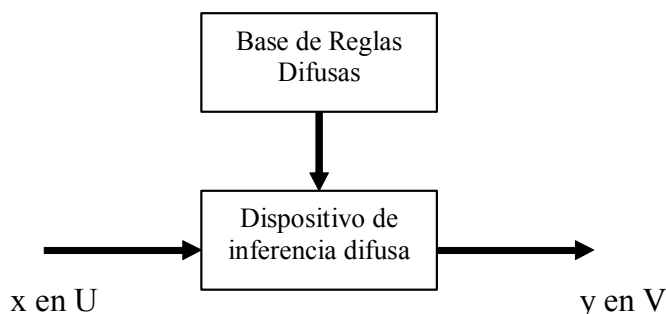 Base de Reglas
Difusas
Dispositivo de
inferencia difusa
x en U
y en V